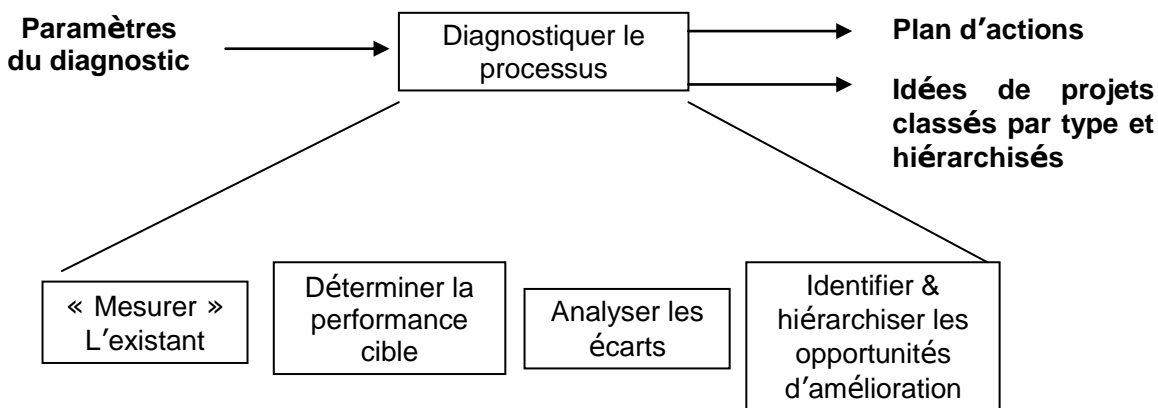 Paramètres
du diagnostic
Diagnostiquer le
processus
Plan d'actions
Idées de projets
classés par type et
hiérarchisés
« Mesurer »
L'existant
Déterminer la
performance
cible
Analyser les
écarts
Identifier &
hiérarchiser les
opportunités
d'amélioration